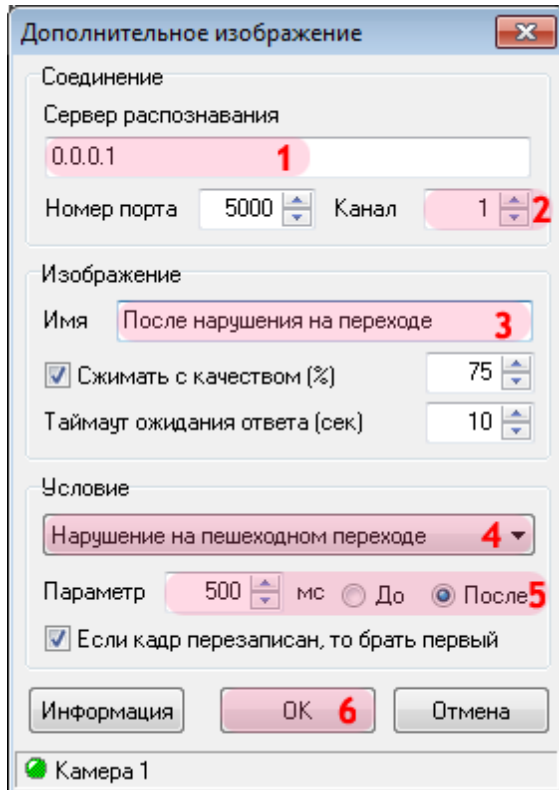 Дополнительное изображение
Соединение
Сервер распознавания
0.0.0.1 1
Номер порта 5000 Канал 1 2
Изображение
Имя После нарушения на переходе 3
Сжимать с качеством (%) 75
Таймаут ожидания ответа (сек) 10
Условие
Нарушение на пешеходном переходе 4
Параметр 500 мс До После 5
Если кадр перезаписан, то брать первый
Информация OK 6 Отмена
Камера 1